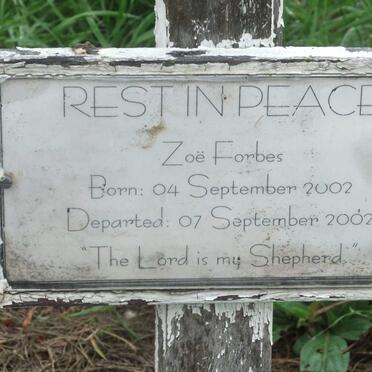 REST IN PEACE
Zoë Forbes
Born: 04 September 2002
Departed: 07 September 2002
"The Lord is my Shepherd."